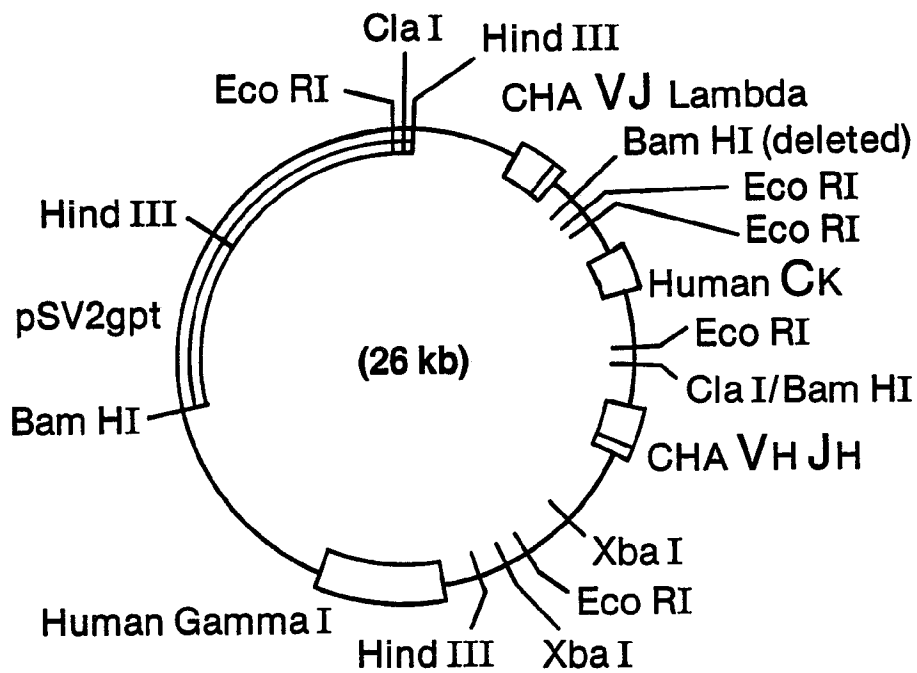 Cla I
Hind III
Eco RI
CHA VJ Lambda
Bam HI (deleted)
Eco RI
Eco RI
Hind III
Human CK
pSV2gpt
Eco RI
(26 kb)
Cla I/Bam HI
Bam HI
CHA VH JH
Xba I
Eco RI
Human Gamma I
Hind III
Xba I